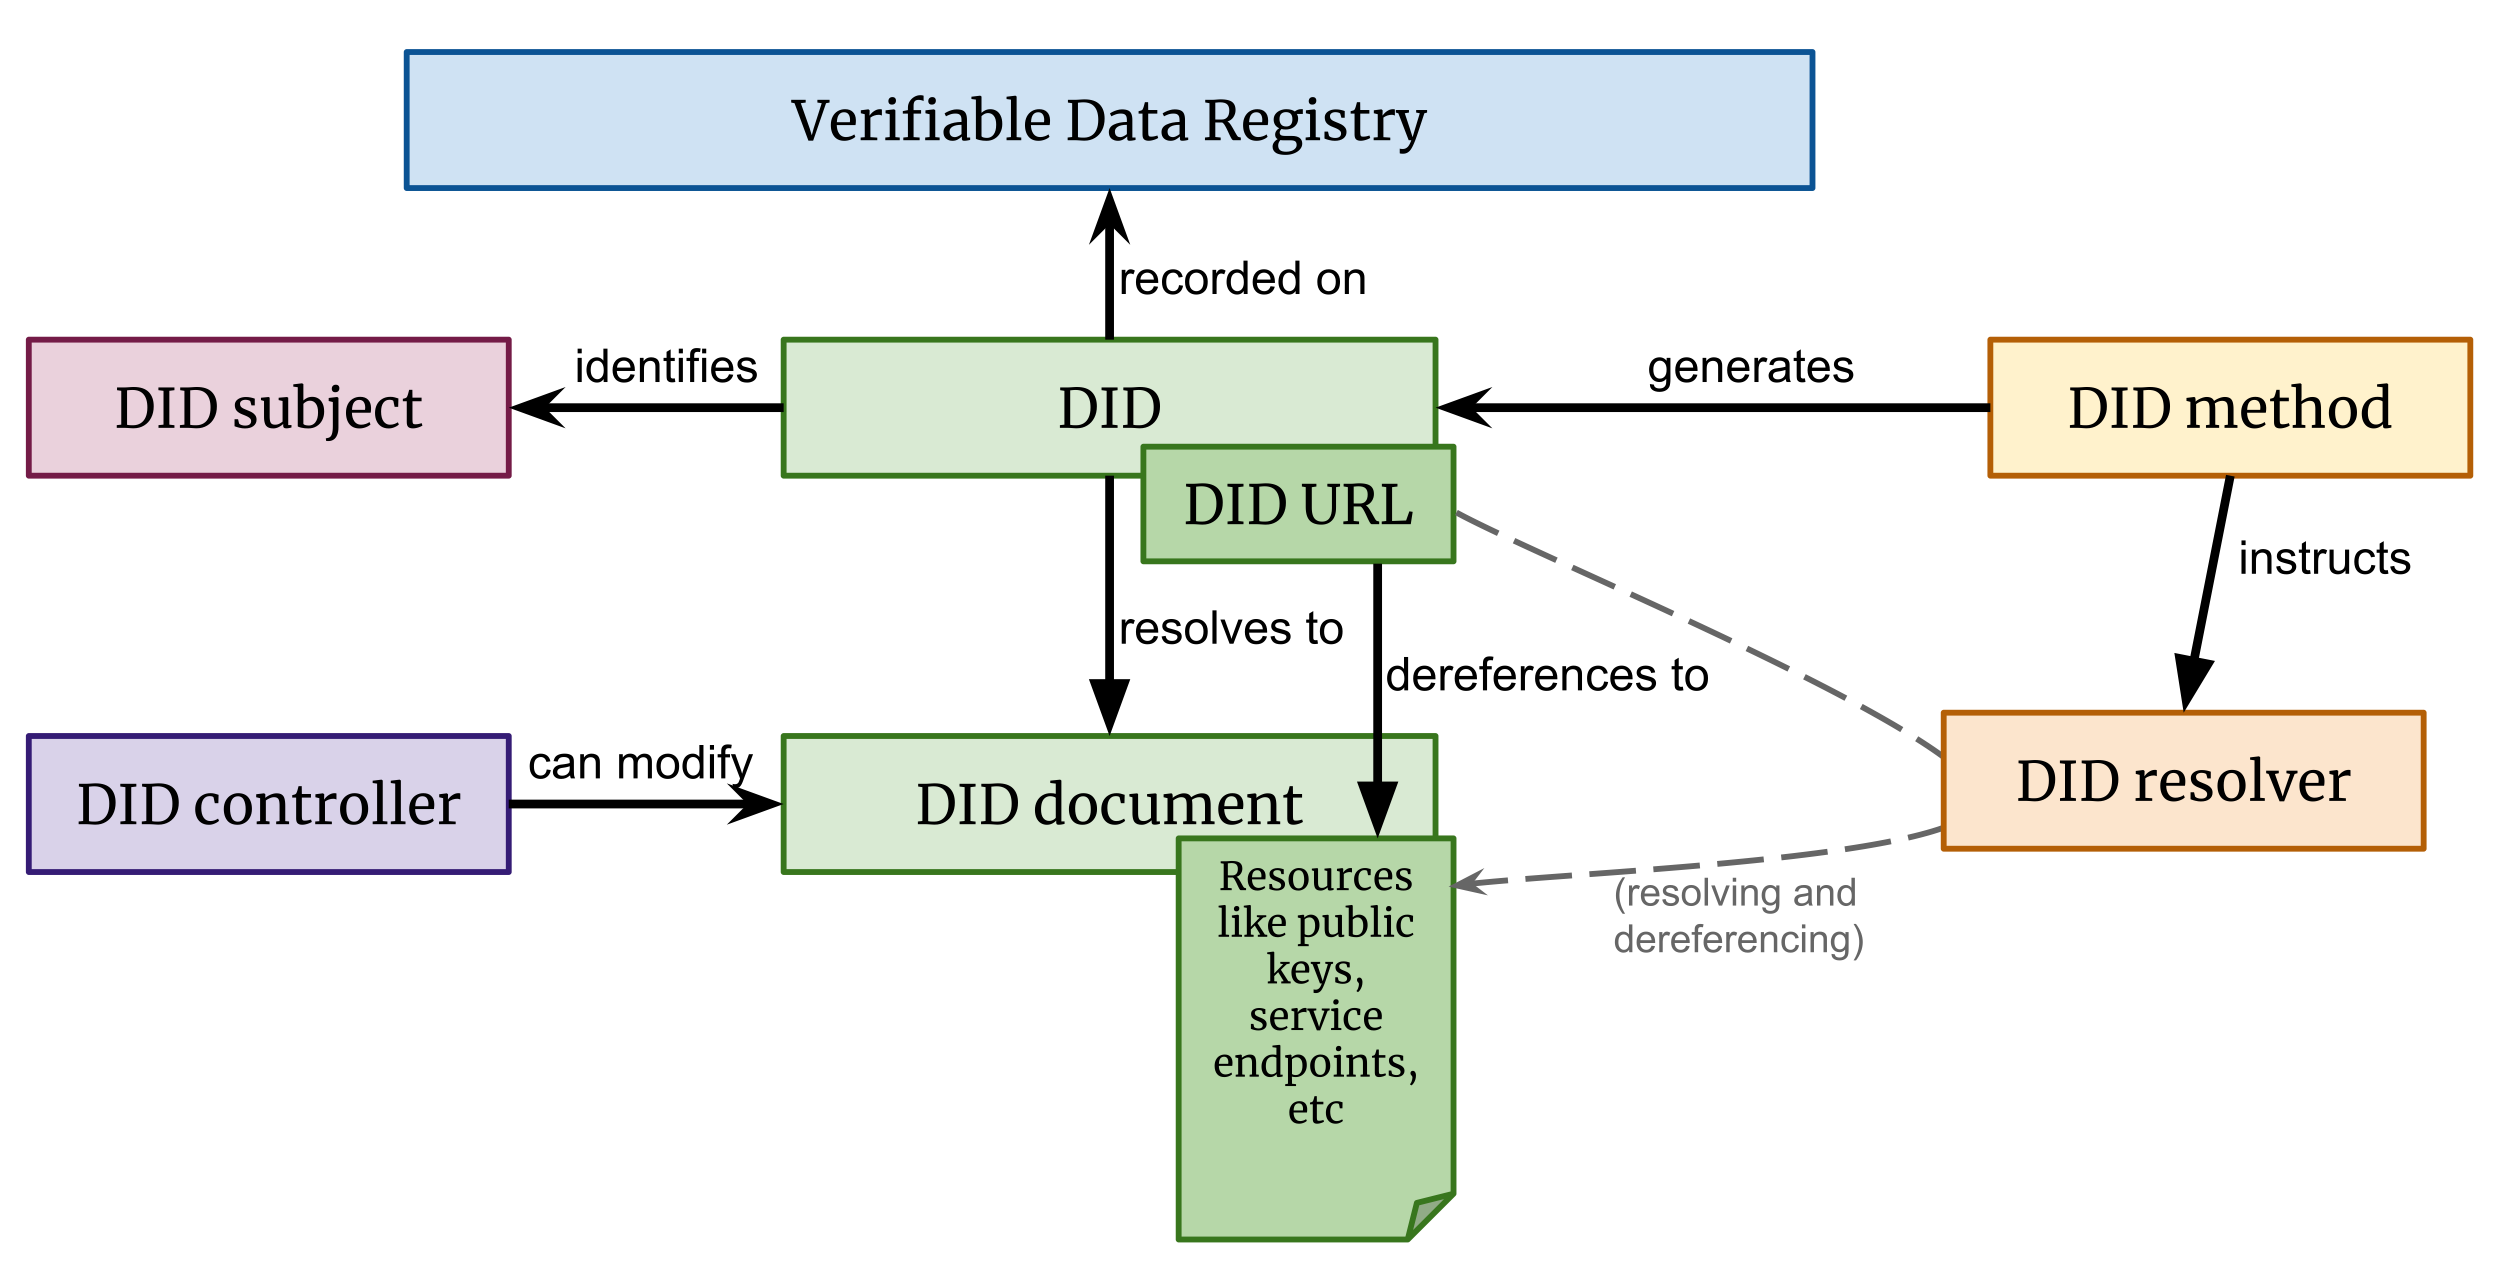 Verifiable Data Registry
recorded on
identifies
generates
DID subject
DID
DID method
DID URL
instructs
resolves to
dereferences to
can modify
DID controller
DID document
DID resolver
Resources
like public
keys,
service
endpoints,
etc
(resolving and
dereferencing)